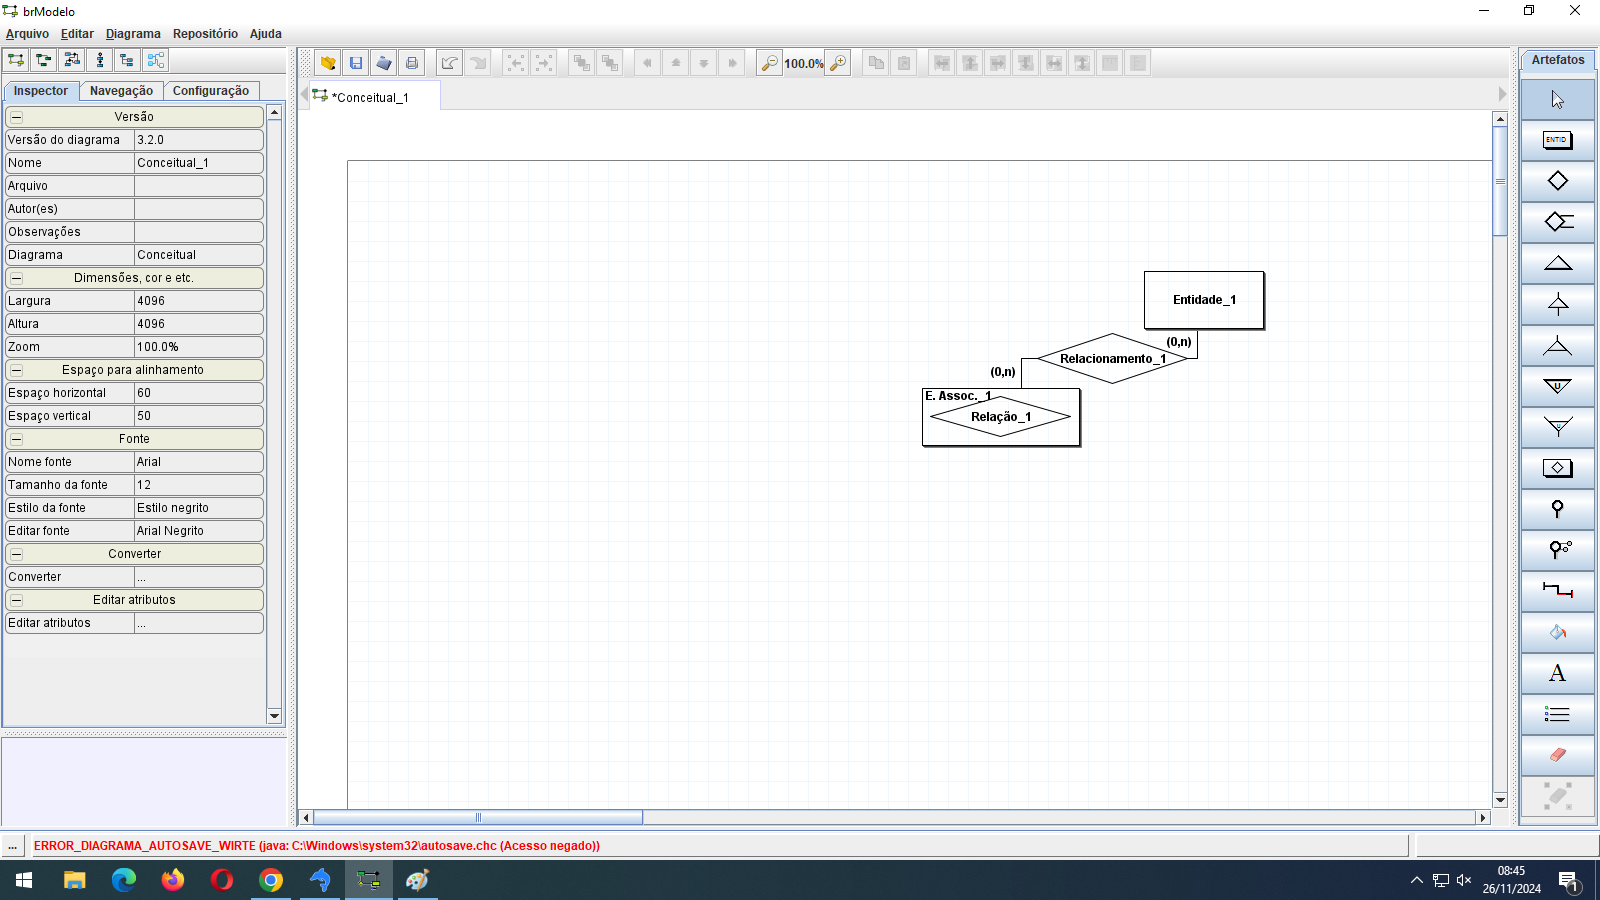 brModelo
Arquivo Editar Diagrama Repositório Ajuda
100.0%
Artefatos
Inspector Navegação Configuração
*Conceitual_1
Versão
Versão do diagrama 3.2.0
Nome Conceitual_1
Arquivo
Autor(es)
Observações
Diagrama Conceitual
Dimensões, cor e etc.
Largura 4096
Altura 4096
Zoom 100.0%
Espaço para alinhamento
Espaço horizontal 60
Espaço vertical 50
Fonte
Nome fonte Arial
Tamanho da fonte 12
Estilo da fonte Estilo negrito
Editar fonte Arial Negrito
Converter
Converter ...
Editar atributos
Editar atributos ...
Entidade_1
(0,n)
Relacionamento_1
(0,n)
E. Assoc._1
Relação_1
ENTID
U
U
A
... ERROR_DIAGRAMA_AUTOSAVE_WIRTE (java: C:\Windows\system32\autosave.chc (Acesso negado))
08:45
26/11/2024
1